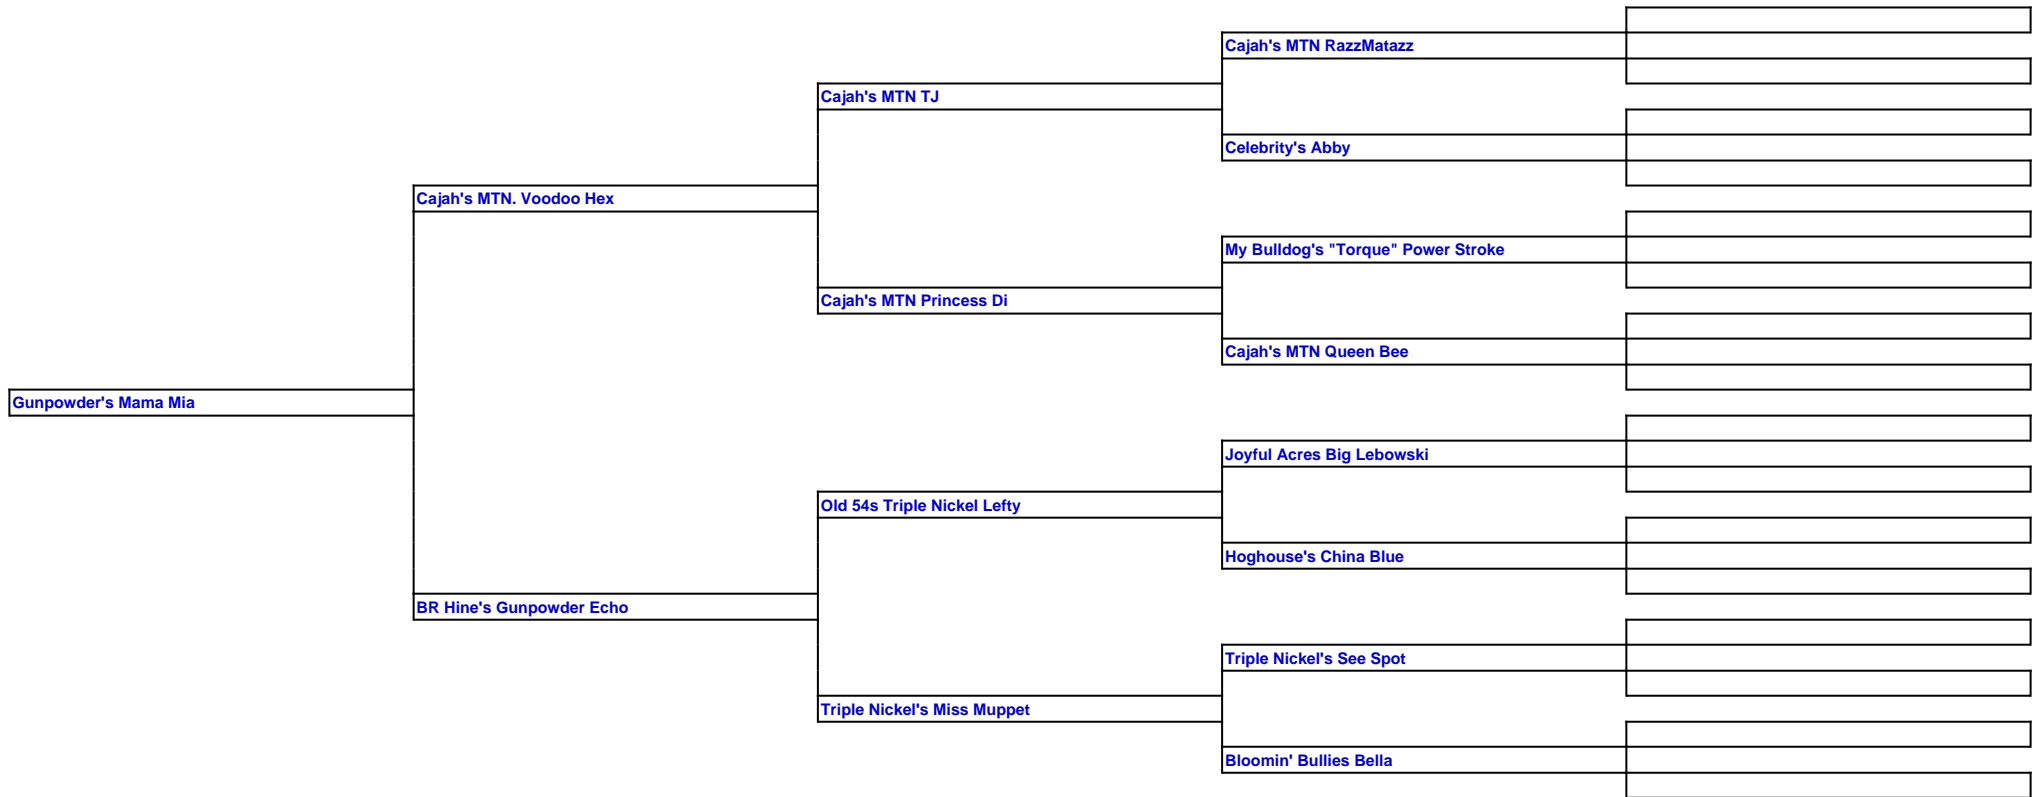 Cajah's MTN RazzMatazz
Cajah's MTN TJ
Celebrity's Abby
Cajah's MTN. Voodoo Hex
My Bulldog's "Torque" Power Stroke
Cajah's MTN Princess Di
Cajah's MTN Queen Bee
Gunpowder's Mama Mia
Joyful Acres Big Lebowski
Old 54s Triple Nickel Lefty
Hoghouse's China Blue
BR Hine's Gunpowder Echo
Triple Nickel's See Spot
Triple Nickel's Miss Muppet
Bloomin' Bullies Bella